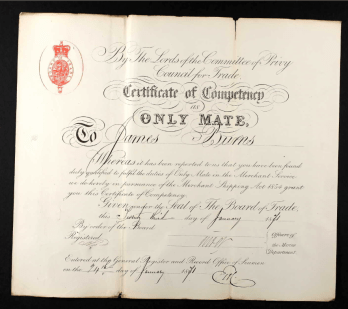 By The Lords of the Committee of Privy
Council for Trade.
Certificate of Competency
as
ONLY MATE,
To James Burns
Whereas it has been reported to us that you have been found
duly qualified to fulfil the duties of Only Mate in the Merchant Service,
we do hereby in pursuance of the Merchant Shipping Act 1854 grant
you this Certificate of Competency.
Given under the Seal of The Board of Trade,
this day of January 1871
By order of the Board
Registered
Marine
Department
Entered at the General Register and Record Office of Seamen
on the 24th day of January 1871